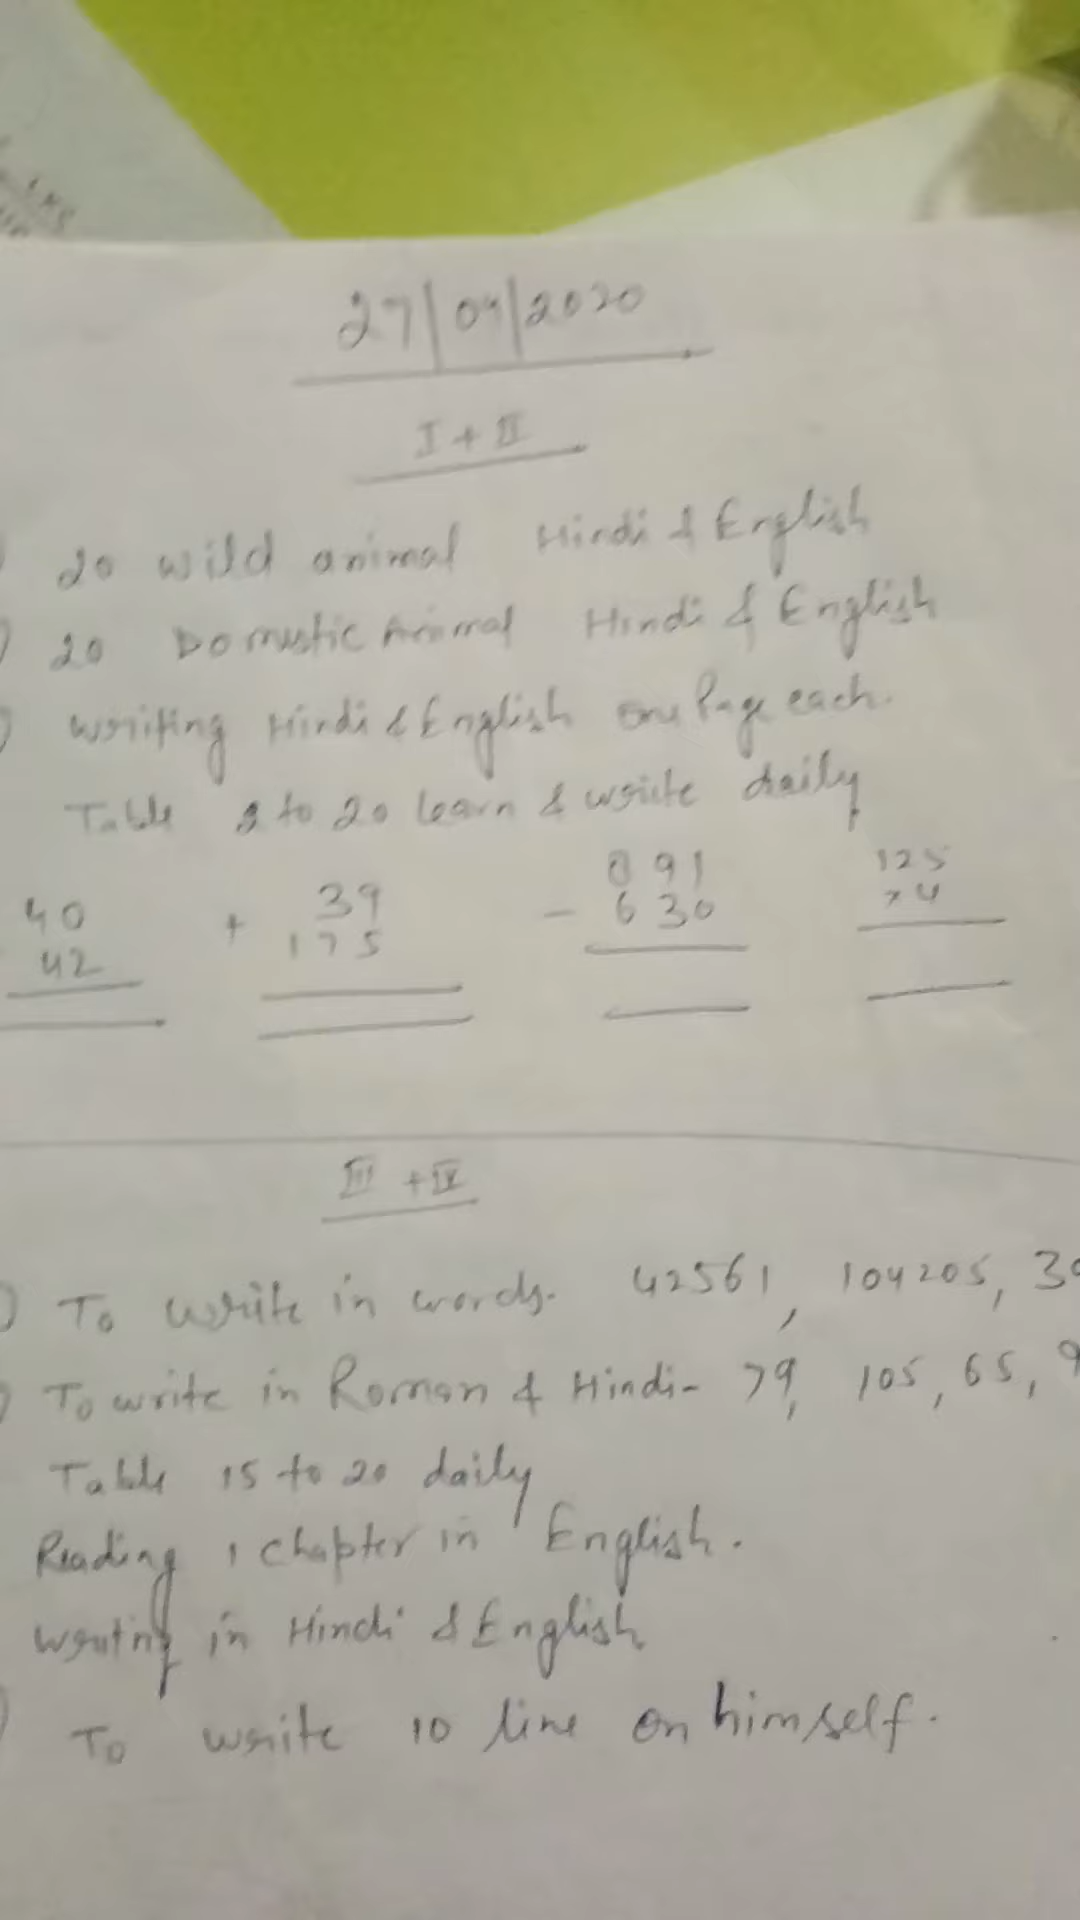 27/04/2020
I + II
20 wild animal Hindi & English
20 Domestic Animal Hindi & English
Writing Hindi & English one Page each.
Table 2 to 20 learn & write daily
40 + 39 - 891 125
42 175 630 x 4
III + IV
To write in words. 42561, 104205, 30
To write in Roman & Hindi- 79, 105, 65, 9
Table 15 to 20 daily
Reading 1 chapter in English.
Writing in Hindi & English
To write 10 line on himself.